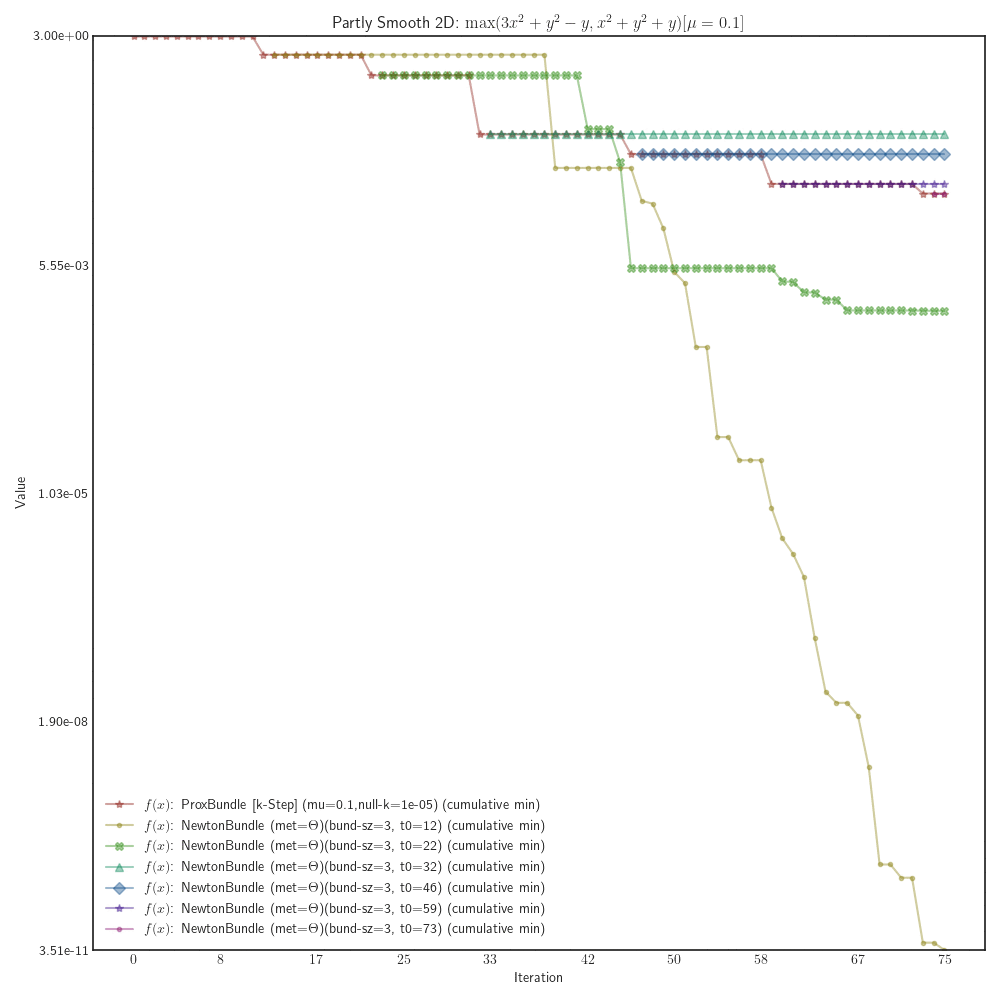 Partly Smooth 2D: max(3x² + y² − y, x² + y² + y)[μ = 0.1]
3.00e+00
5.55e-03
1.03e-05
1.90e-08
3.51e-11
Value
f(x): ProxBundle [k-Step] (mu=0.1,null-k=1e-05) (cumulative min)
f(x): NewtonBundle (met=Θ)(bund-sz=3, t0=12) (cumulative min)
f(x): NewtonBundle (met=Θ)(bund-sz=3, t0=22) (cumulative min)
f(x): NewtonBundle (met=Θ)(bund-sz=3, t0=32) (cumulative min)
f(x): NewtonBundle (met=Θ)(bund-sz=3, t0=46) (cumulative min)
f(x): NewtonBundle (met=Θ)(bund-sz=3, t0=59) (cumulative min)
f(x): NewtonBundle (met=Θ)(bund-sz=3, t0=73) (cumulative min)
0 8 17 25 33 42 50 58 67 75
Iteration